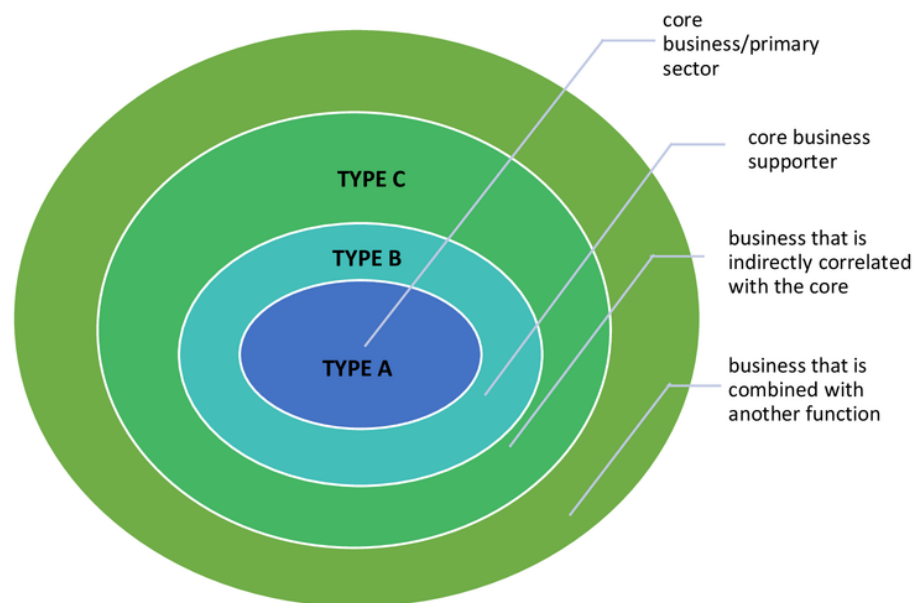 core
business/primary
sector
core business
supporter
TYPE C
business that is
indirectly correlated
with the core
TYPE B
TYPE A
business that is
combined with
another function